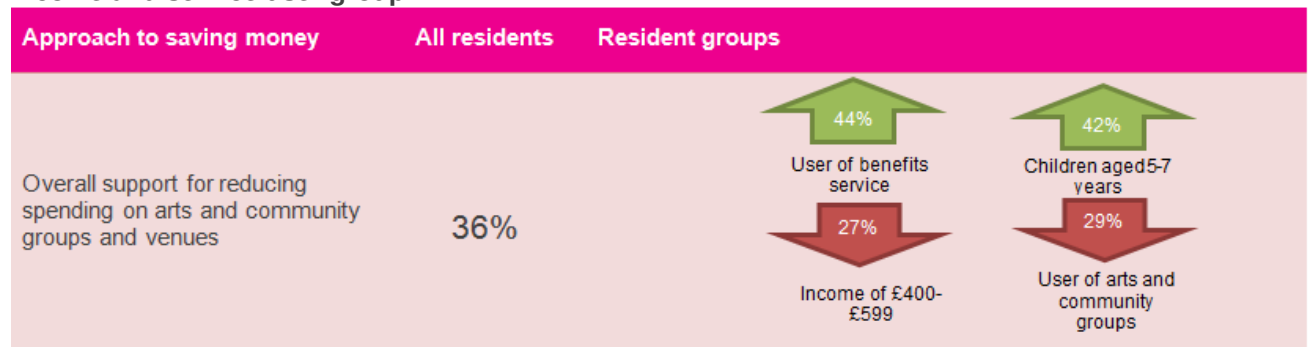 Approach to saving money All residents Resident groups
44%
User of benefits
service
42%
Children aged5-7
years
Overall support for reducing
spending on arts and community
groups and venues
36%
27%
Income of £400-
£599
29%
User of arts and
community
groups